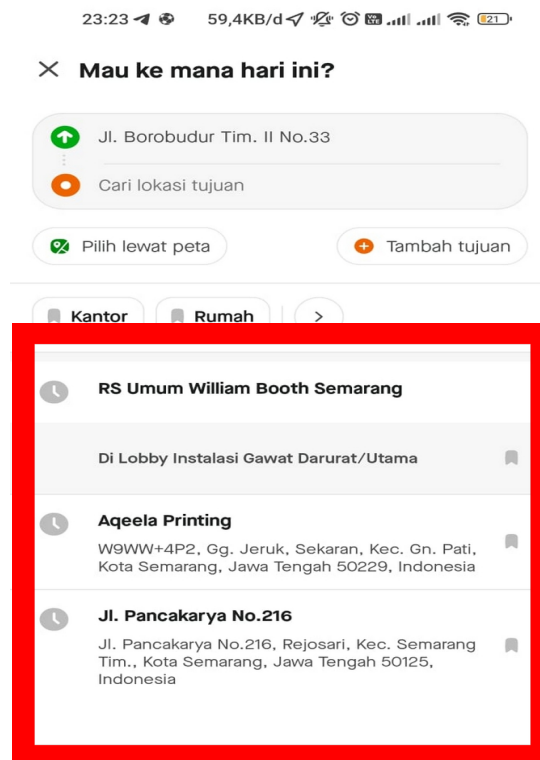 23:23 59,4KB/d VoLTE 21
Mau ke mana hari ini?
Jl. Borobudur Tim. II No.33
Cari lokasi tujuan
Pilih lewat peta
Tambah tujuan
Kantor
Rumah
RS Umum William Booth Semarang
Di Lobby Instalasi Gawat Darurat/Utama
Aqeela Printing
W9WW+4P2, Gg. Jeruk, Sekaran, Kec. Gn. Pati,
Kota Semarang, Jawa Tengah 50229, Indonesia
Jl. Pancakarya No.216
Jl. Pancakarya No.216, Rejosari, Kec. Semarang
Tim., Kota Semarang, Jawa Tengah 50125,
Indonesia